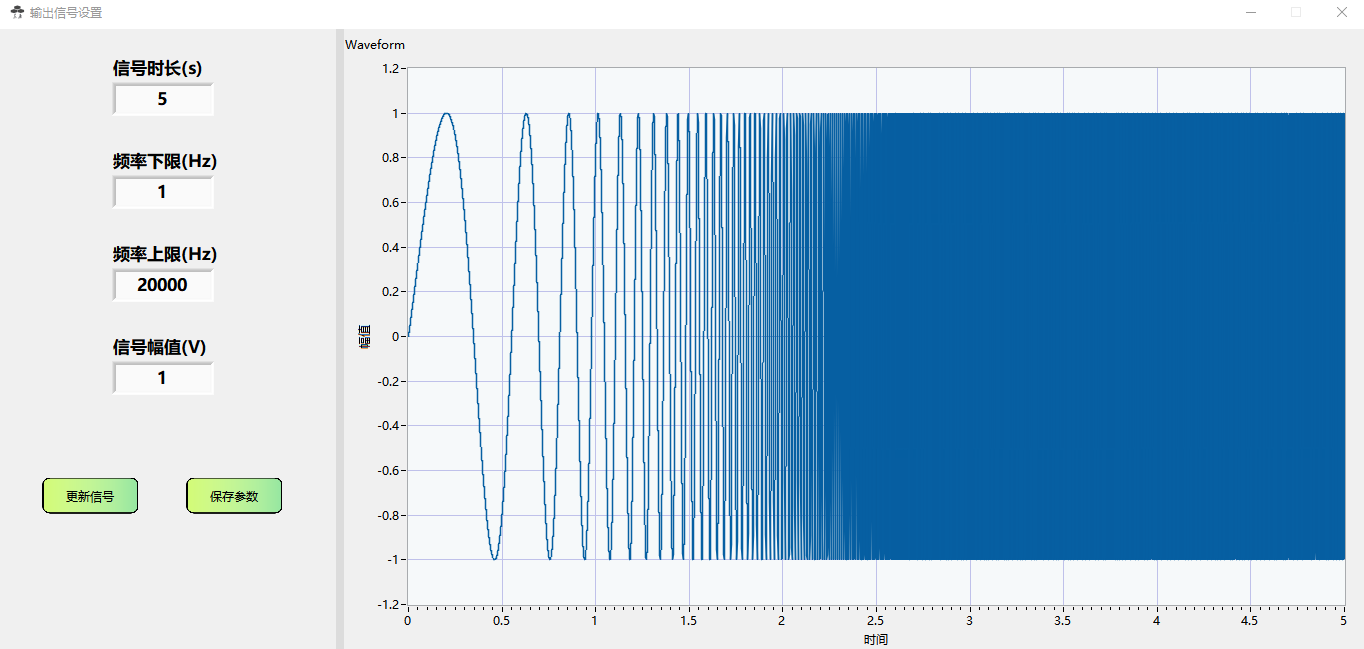 输出信号设置
信号时长(s)
5
频率下限(Hz)
1
频率上限(Hz)
20000
信号幅值(V)
1
更新信号 保存参数
Waveform
1.2
1
0.8
0.6
0.4
0.2
0
-0.2
-0.4
-0.6
-0.8
-1
-1.2
幅值
0 0.5 1 1.5 2 2.5 3 3.5 4 4.5 5
时间